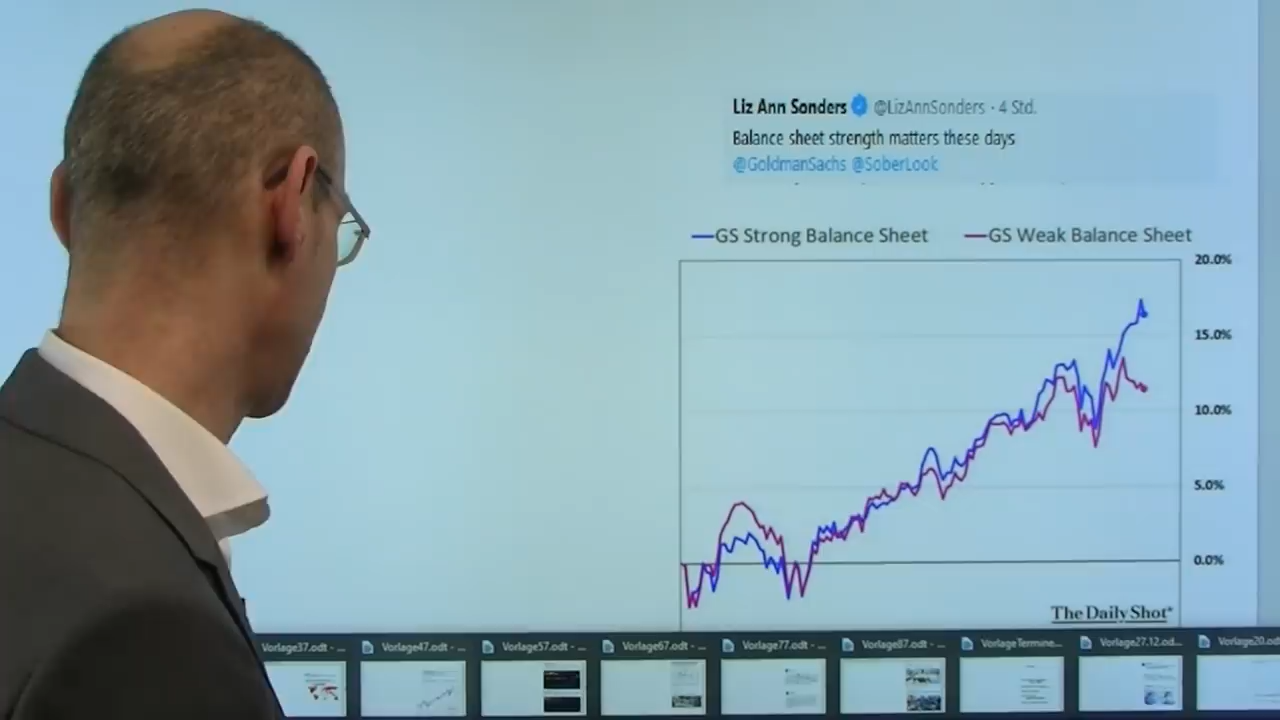 Liz Ann Sonders @LizAnnSonders · 4 Std.
Balance sheet strength matters these days
@GoldmanSachs @SoberLook
GS Strong Balance Sheet GS Weak Balance Sheet
20.0%
15.0%
10.0%
5.0%
0.0%
The Daily Shot*
Vorlage37.odt - ... Vorlage47.odt - ... Vorlage57.odt - ... Vorlage67.odt - ... Vorlage77.odt - ... Vorlage87.odt - ... VorlageTermine... Vorlage27.12.od... Vorlage20.od